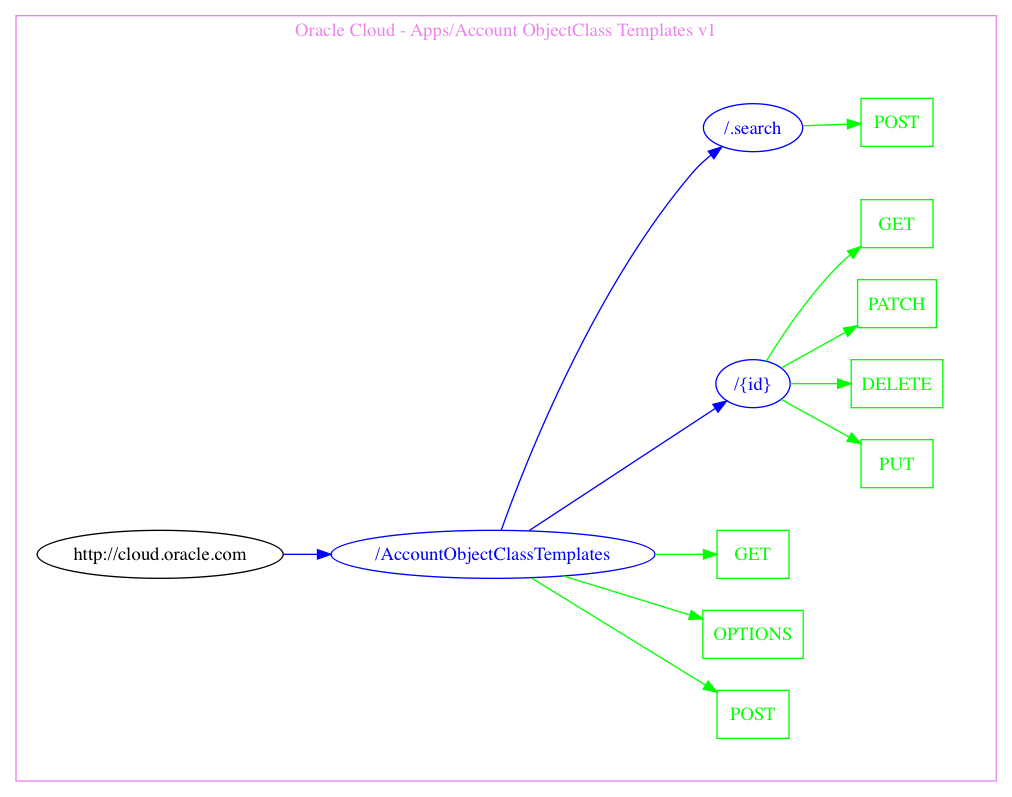 Oracle Cloud - Apps/Account ObjectClass Templates v1
/.search
POST
GET
PATCH
/{id}
DELETE
PUT
http://cloud.oracle.com
/AccountObjectClassTemplates
GET
OPTIONS
POST